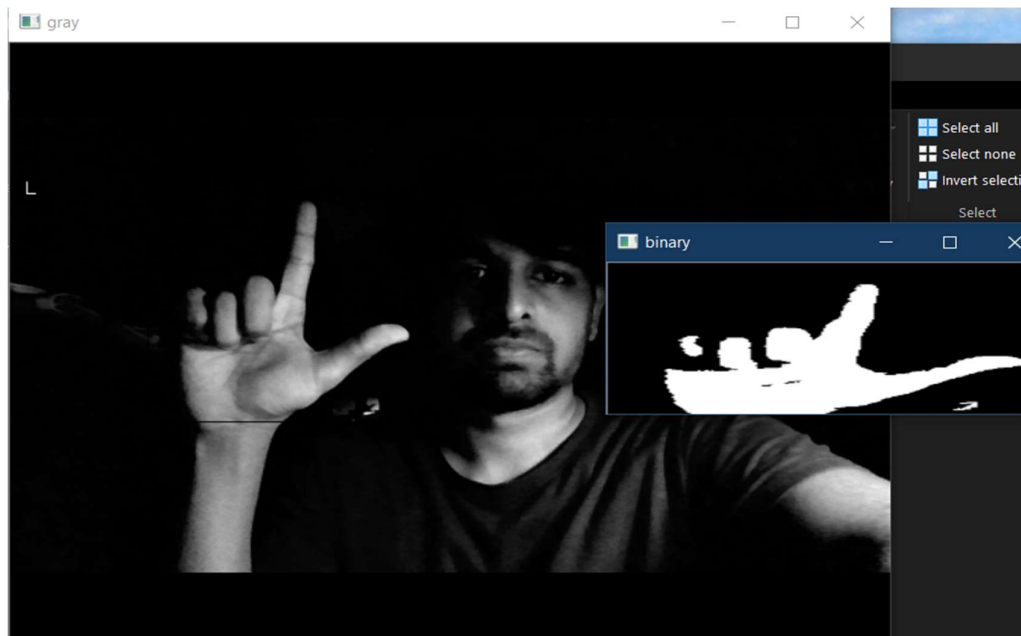 gray
Select all
Select none
Invert selecti
Select
L
binary